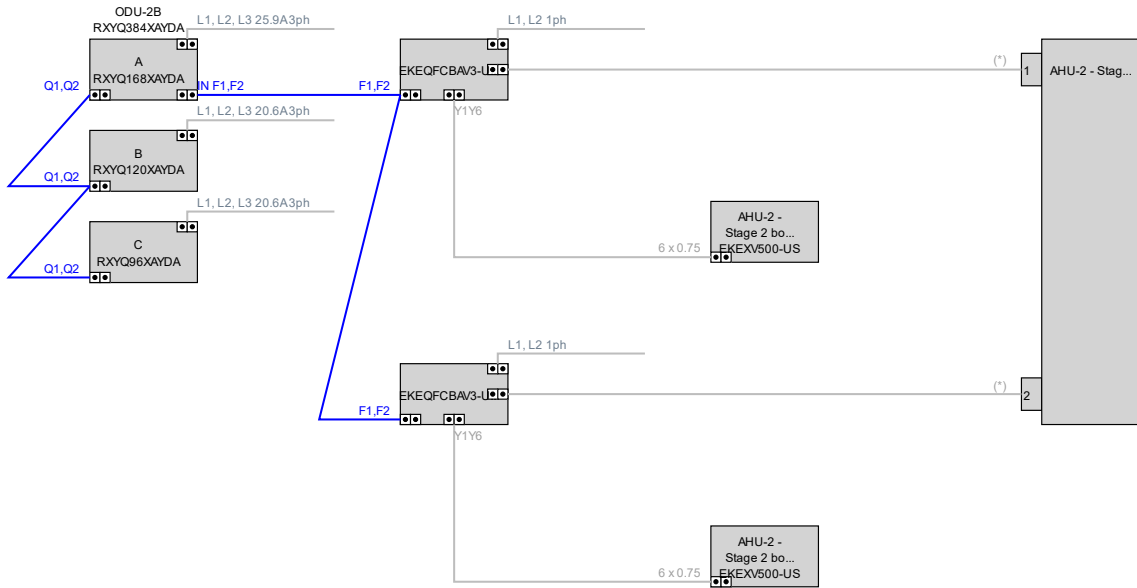 ODU-2B
RXYQ384XAYDA
L1, L2, L3 25.9A3ph
A
RXYQ168XAYDA
Q1,Q2
IN F1,F2
F1,F2
L1, L2 1ph
EKEQFCBAV3-U
Y1Y6
(*)
1
AHU-2 - Stag...
L1, L2, L3 20.6A3ph
B
RXYQ120XAYDA
Q1,Q2
L1, L2, L3 20.6A3ph
C
RXYQ96XAYDA
Q1,Q2
6 x 0.75
AHU-2 -
Stage 2 bo...
EKEXV500-US
L1, L2 1ph
EKEQFCBAV3-U
F1,F2
Y1Y6
(*)
2
6 x 0.75
AHU-2 -
Stage 2 bo...
EKEXV500-US